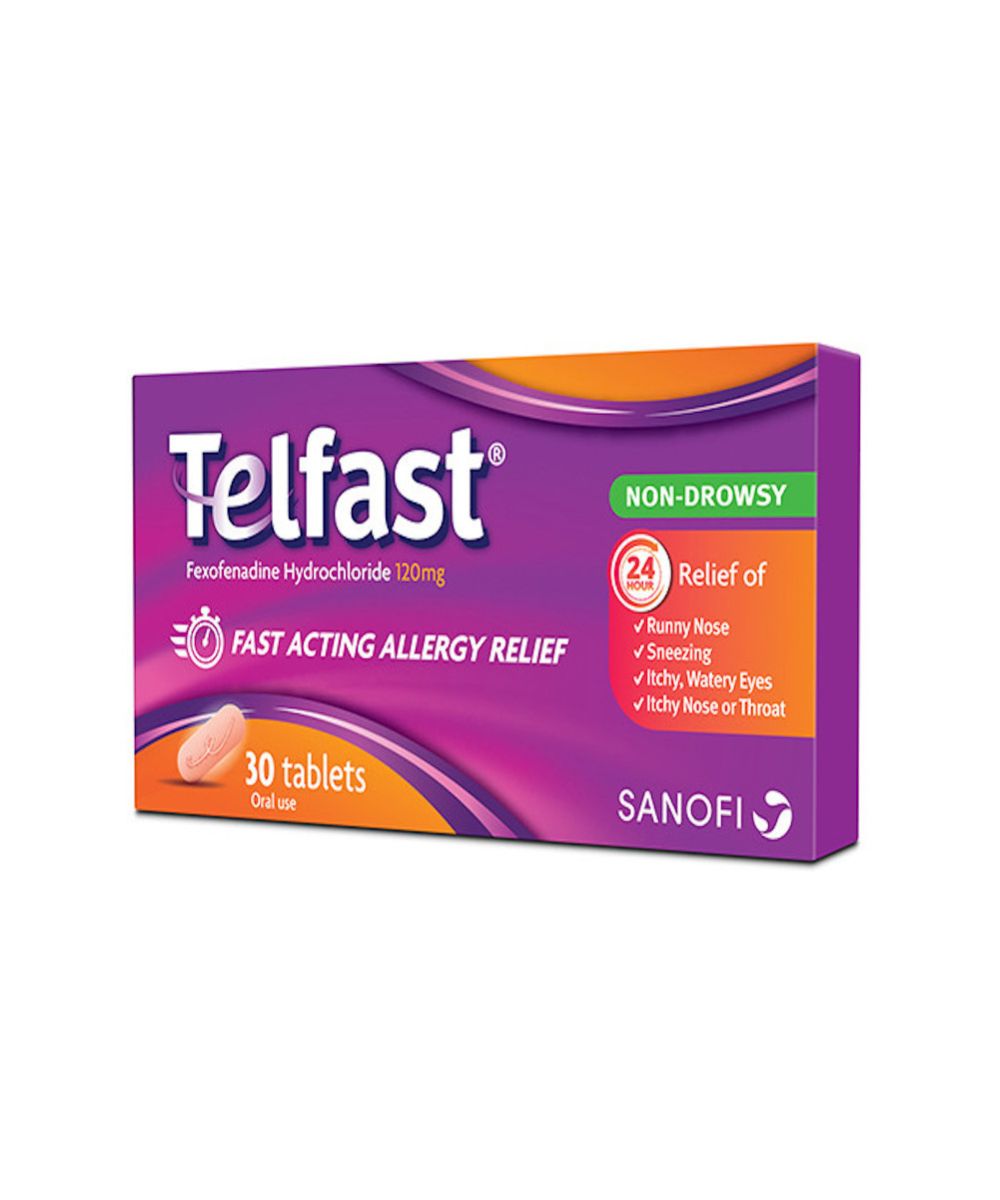 Telfast®
Fexofenadine Hydrochloride 120mg
FAST ACTING ALLERGY RELIEF
30 tablets
Oral use
NON-DROWSY
24
HOUR
Relief of
✓ Runny Nose
✓ Sneezing
✓ Itchy, Watery Eyes
✓ Itchy Nose or Throat
SANOFI